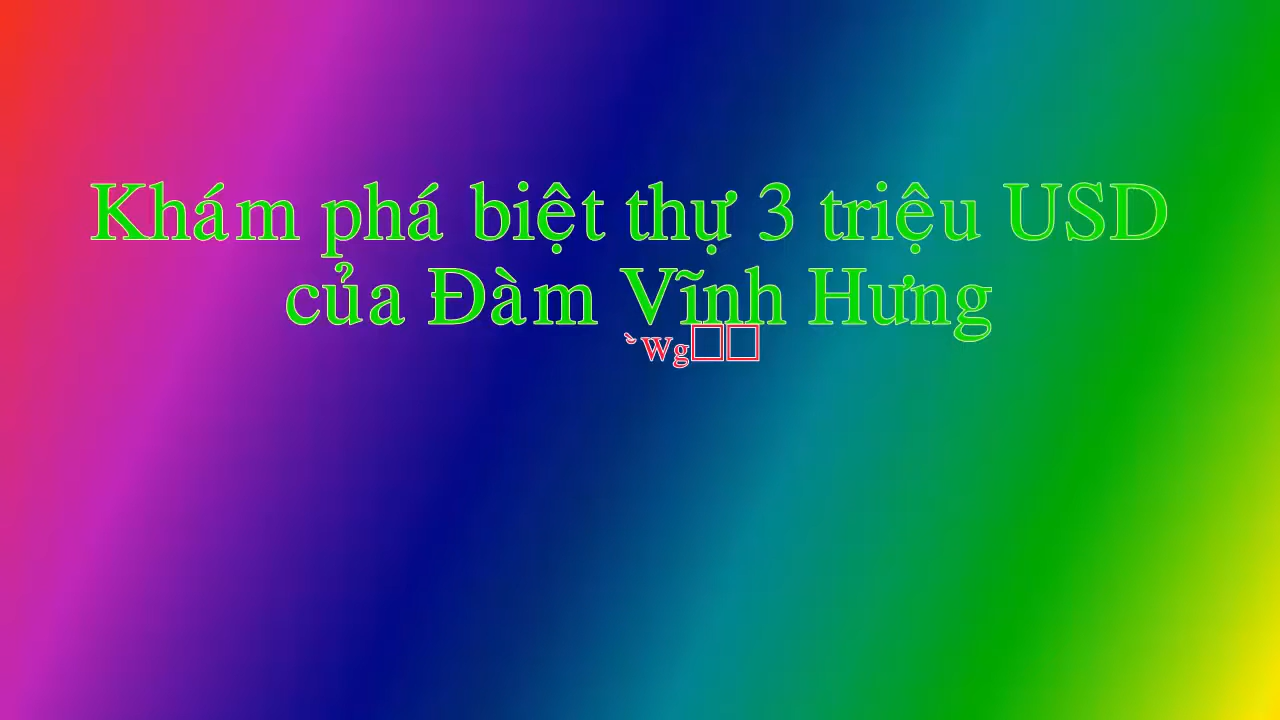 Khám phá biệt thự 3 triệu USD
của Đàm Vĩnh Hưng